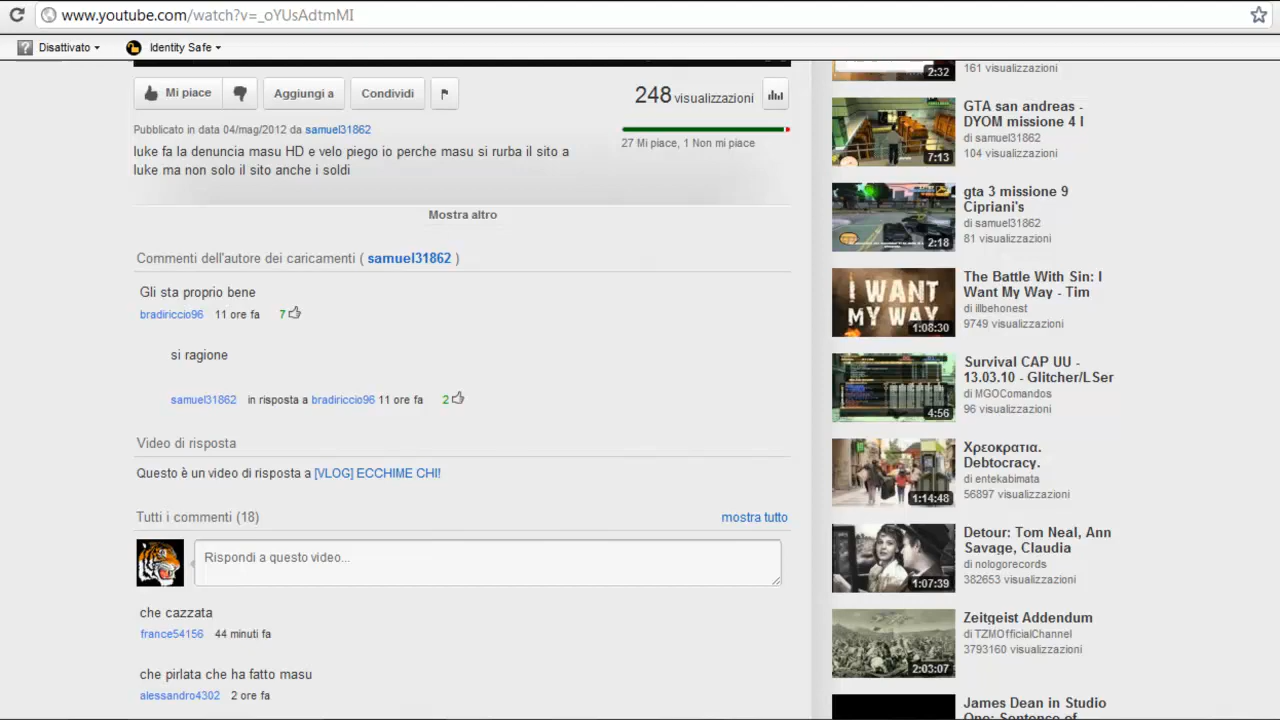 www.youtube.com/watch?v=_oYUsAdtmMI
Disattivato
Identity Safe
Mi piace
Aggiungi a
Condividi
248 visualizzazioni
Pubblicato in data 04/mag/2012 da samuel31862
27 Mi piace, 1 Non mi piace
luke fa la denuncia ma non lui,e vio piego io perche masu si rurba il sito a
luke ma non solo il sito anche i soldi
Mostra altro
Commenti dell'autore dei caricamenti ( samuel31862 )
Gli sta proprio bene
bradiriccio96 11 ore fa 7
si ragione
samuel31862 in risposta a bradiriccio96 11 ore fa 2
Video di risposta
Questo è un video di risposta a [VLOG] ECCHIME CHI!
Tutti i commenti (18)
mostra tutto
Rispondi a questo video...
che cazzata
france54156 44 minuti fa
che pirlata che ha fatto masu
alessandro4302 2 ore fa
2:32
161 visualizzazioni
7:13
GTA san andreas -
DYOM missione 4 l
di samuel31862
104 visualizzazioni
2:18
gta 3 missione 9
Cipriani's
di samuel31862
81 visualizzazioni
I WANT
MY WAY
1:08:30
The Battle With Sin: I
Want My Way - Tim
di illbehonest
9749 visualizzazioni
4:56
Survival CAP UU -
13.03.10 - Glitcher/LSer
di MGOComandos
96 visualizzazioni
1:14:48
Χρεοκρατια.
Debtocracy.
di entekabimata
56897 visualizzazioni
1:07:39
Detour: Tom Neal, Ann
Savage, Claudia
di nologorecords
382653 visualizzazioni
2:03:07
Zeitgeist Addendum
di TZMOfficialChannel
3793160 visualizzazioni
James Dean in Studio
One: Sentence of